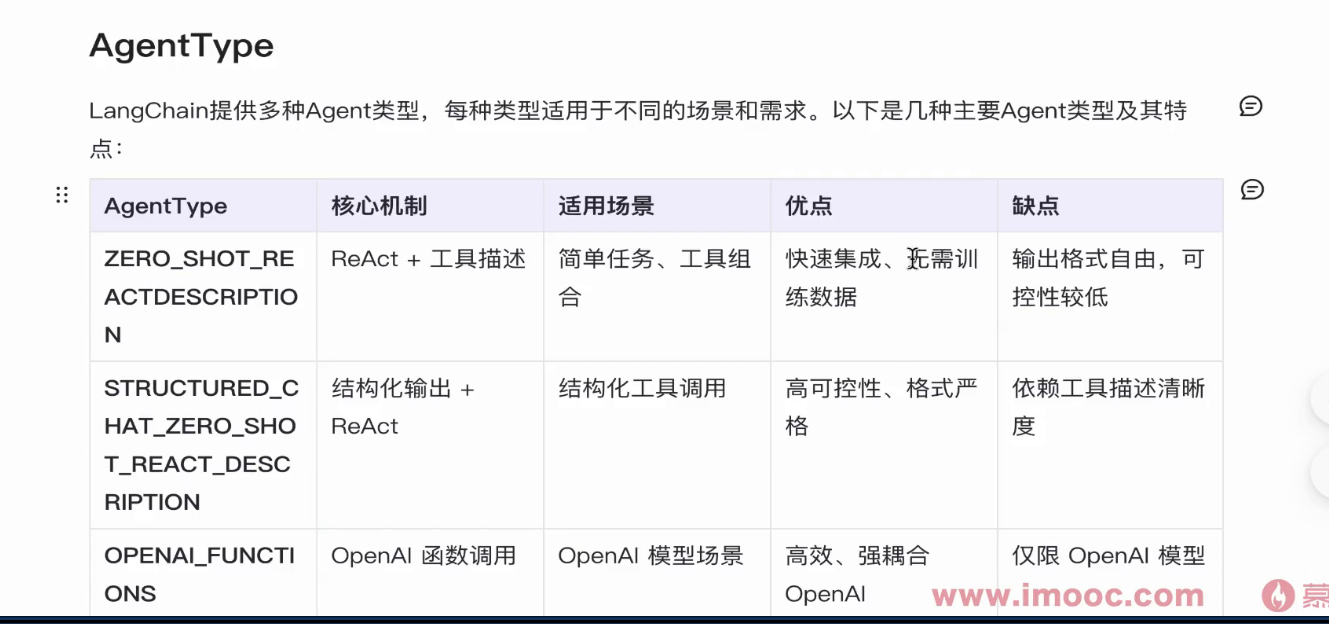 AgentType
LangChain提供多种Agent类型，每种类型适用于不同的场景和需求。以下是几种主要Agent类型及其特
点：
AgentType 核心机制 适用场景 优点 缺点
ZERO_SHOT_RE ReAct + 工具描述 简单任务、工具组 快速集成、无需训 输出格式自由，可
ACTDESCRIPTIO 合 练数据 控性较低
N
STRUCTURED_C 结构化输出 + 结构化工具调用 高可控性、格式严 依赖工具描述清晰
HAT_ZERO_SHO ReAct 格 度
T_REACT_DESC
RIPTION
OPENAI_FUNCTI OpenAI 函数调用 OpenAI 模型场景 高效、强耦合 仅限 OpenAI 模型
ONS OpenAI
www.imooc.com